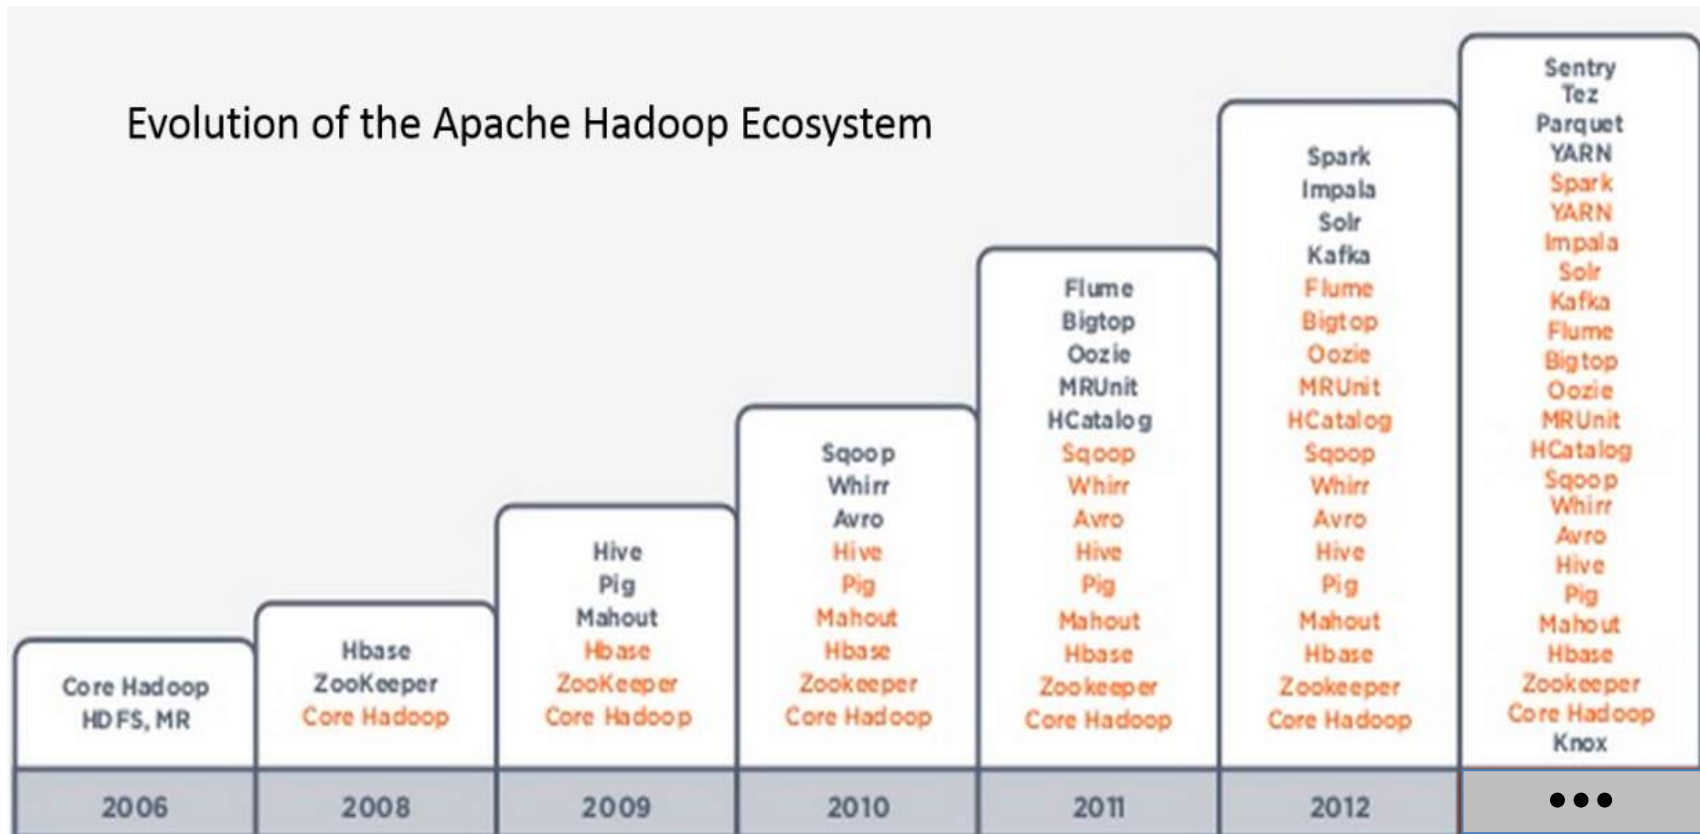 Evolution of the Apache Hadoop Ecosystem
Core Hadoop
HDFS, MR
2006
Hbase
ZooKeeper
Core Hadoop
2008
Hive
Pig
Mahout
Hbase
ZooKeeper
Core Hadoop
2009
Sqoop
Whirr
Avro
Hive
Pig
Mahout
Hbase
Zookeeper
Core Hadoop
2010
Flume
Bigtop
Oozie
MRUnit
HCatalog
Sqoop
Whirr
Avro
Hive
Pig
Mahout
Hbase
Zookeeper
Core Hadoop
2011
Spark
Impala
Solr
Kafka
Flume
Bigtop
Oozie
MRUnit
HCatalog
Sqoop
Whirr
Avro
Hive
Pig
Mahout
Hbase
Zookeeper
Core Hadoop
2012
Sentry
Tez
Parquet
YARN
Spark
YARN
Impala
Solr
Kafka
Flume
Bigtop
Oozie
MRUnit
HCatalog
Sqoop
Whirr
Avro
Hive
Pig
Mahout
Hbase
Zookeeper
Core Hadoop
Knox
•••